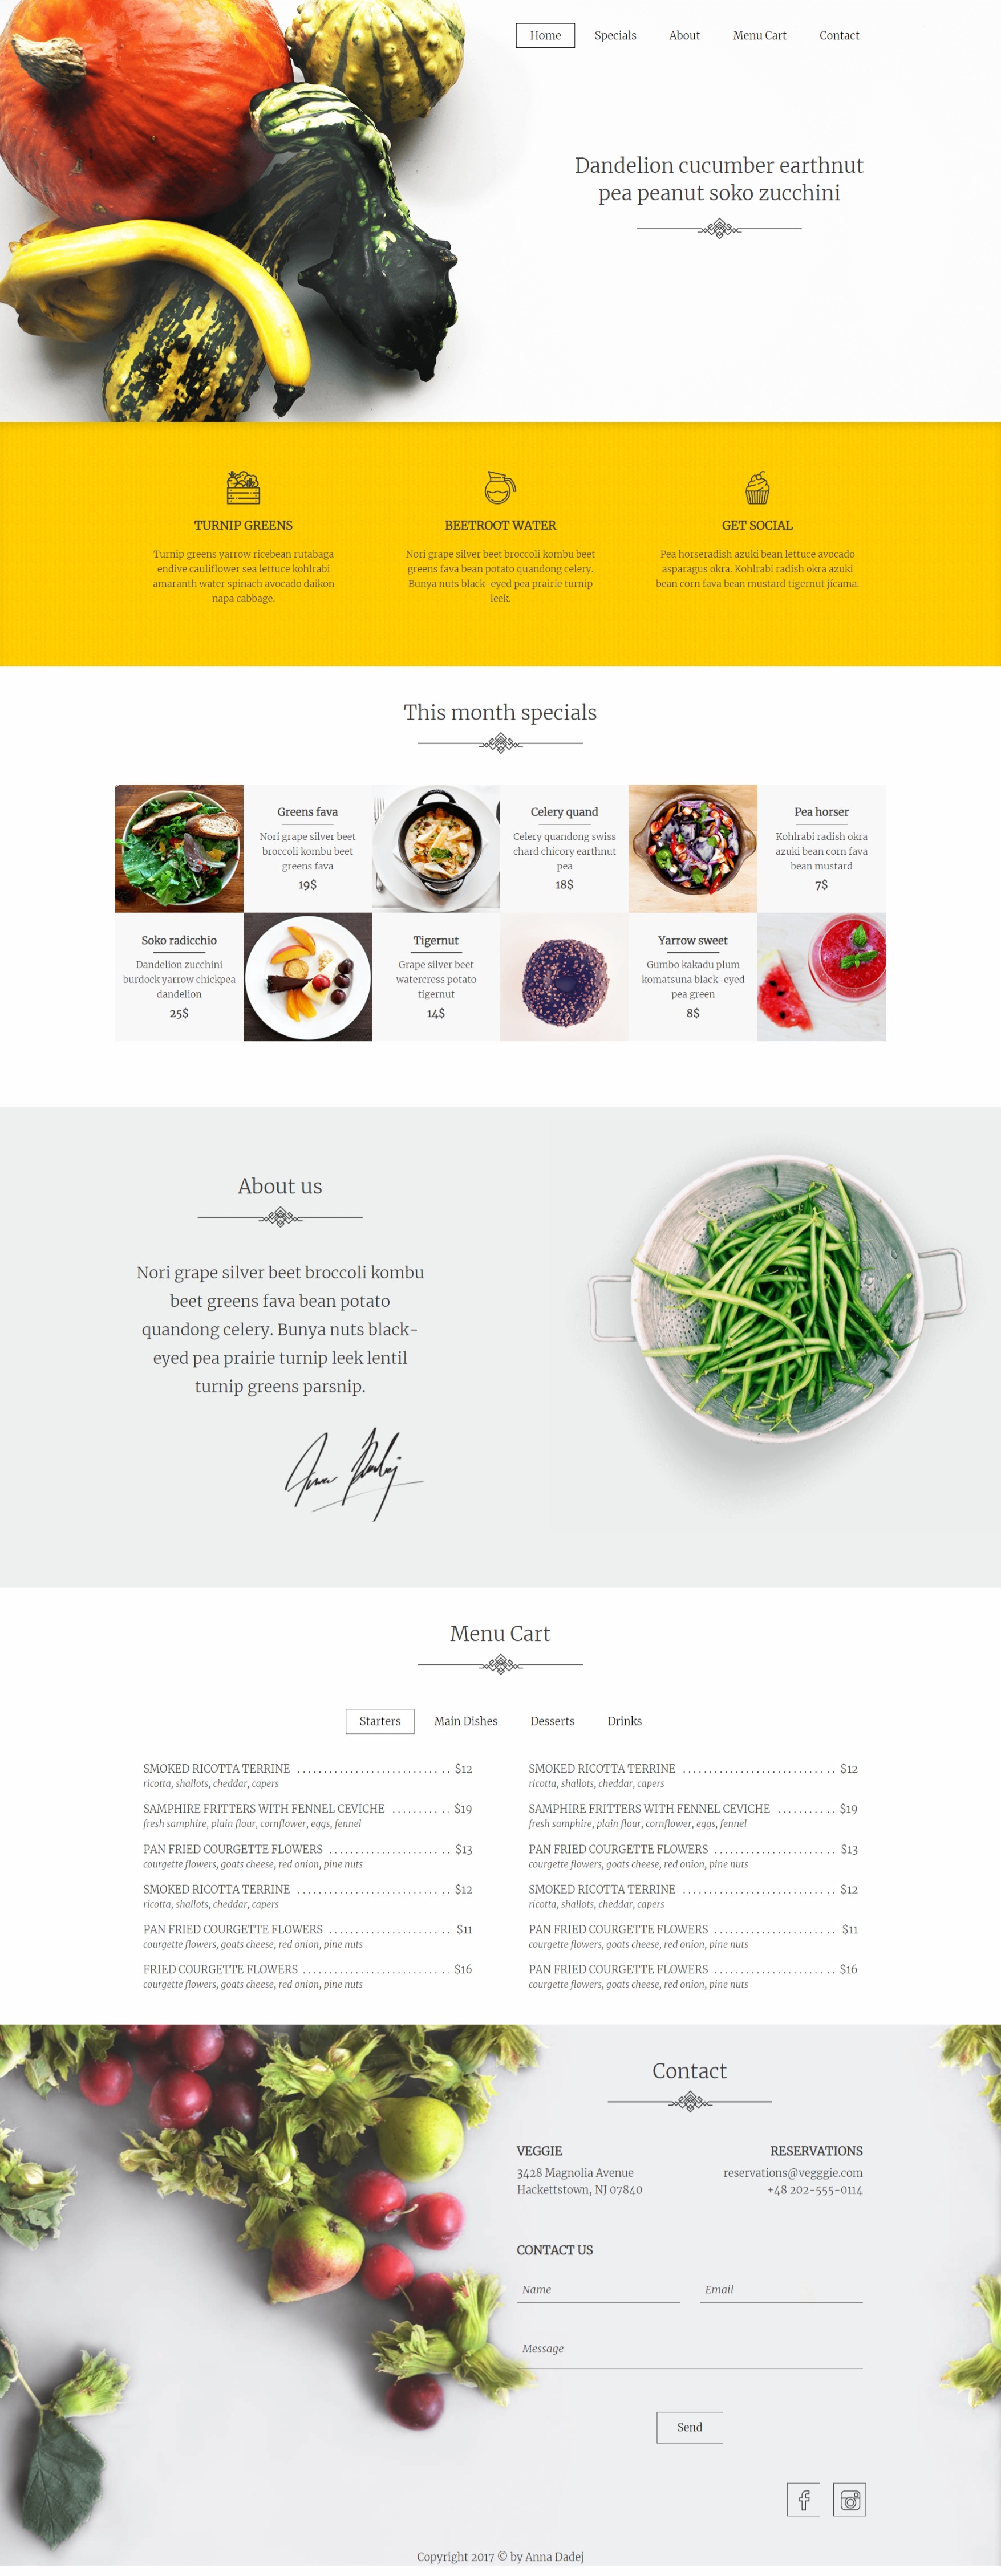 Home Specials About Menu Cart Contact
Dandelion cucumber earthnut
pea peanut soko zucchini
TURNIP GREENS
Turnip greens yarrow ricebean rutabaga
endive cauliflower sea lettuce kohlrabi
amaranth water spinach avocado daikon
napa cabbage.
BEETROOT WATER
Nori grape silver beet broccoli kombu beet
greens fava bean potato quandong celery.
Bunya nuts black-eyed pea prairie turnip
leek.
GET SOCIAL
Pea horseradish azuki bean lettuce avocado
asparagus okra. Kohlrabi radish okra azuki
bean corn fava bean mustard tigernut jícama.
This month specials
Greens fava
Nori grape silver beet
broccoli kombu beet
greens fava
19$
Celery quand
Celery quandong swiss
chard chicory earthnut
pea
18$
Pea horser
Kohlrabi radish okra
azuki bean corn fava
bean mustard
7$
Soko radicchio
Dandelion zucchini
burdock yarrow chickpea
dandelion
25$
Tigernut
Grape silver beet
watercress potato
tigernut
14$
Yarrow sweet
Gumbo kakadu plum
komatsuna black-eyed
pea green
8$
About us
Nori grape silver beet broccoli kombu
beet greens fava bean potato
quandong celery. Bunya nuts black-
eyed pea prairie turnip leek lentil
turnip greens parsnip.
Menu Cart
Starters Main Dishes Desserts Drinks
SMOKED RICOTTA TERRINE ........................ $12
ricotta, shallots, cheddar, capers
SAMPHIRE FRITTERS WITH FENNEL CEVICHE .......... $19
fresh samphire, plain flour, cornflower, eggs, fennel
PAN FRIED COURGETTE FLOWERS ................... $13
courgette flowers, goats cheese, red onion, pine nuts
SMOKED RICOTTA TERRINE ........................ $12
ricotta, shallots, cheddar, capers
PAN FRIED COURGETTE FLOWERS ................... $11
courgette flowers, goats cheese, red onion, pine nuts
FRIED COURGETTE FLOWERS ....................... $16
courgette flowers, goats cheese, red onion, pine nuts
SMOKED RICOTTA TERRINE ........................ $12
ricotta, shallots, cheddar, capers
SAMPHIRE FRITTERS WITH FENNEL CEVICHE ......... $19
fresh samphire, plain flour, cornflower, eggs, fennel
PAN FRIED COURGETTE FLOWERS ................... $13
courgette flowers, goats cheese, red onion, pine nuts
SMOKED RICOTTA TERRINE ........................ $12
ricotta, shallots, cheddar, capers
PAN FRIED COURGETTE FLOWERS ................... $11
courgette flowers, goats cheese, red onion, pine nuts
PAN FRIED COURGETTE FLOWERS ................... $16
courgette flowers, goats cheese, red onion, pine nuts
Contact
VEGGIE
3428 Magnolia Avenue
Hackettstown, NJ 07840
RESERVATIONS
reservations@vegggie.com
+48 202-555-0114
CONTACT US
Name Email
Message
Send
Copyright 2017 © by Anna Dadej